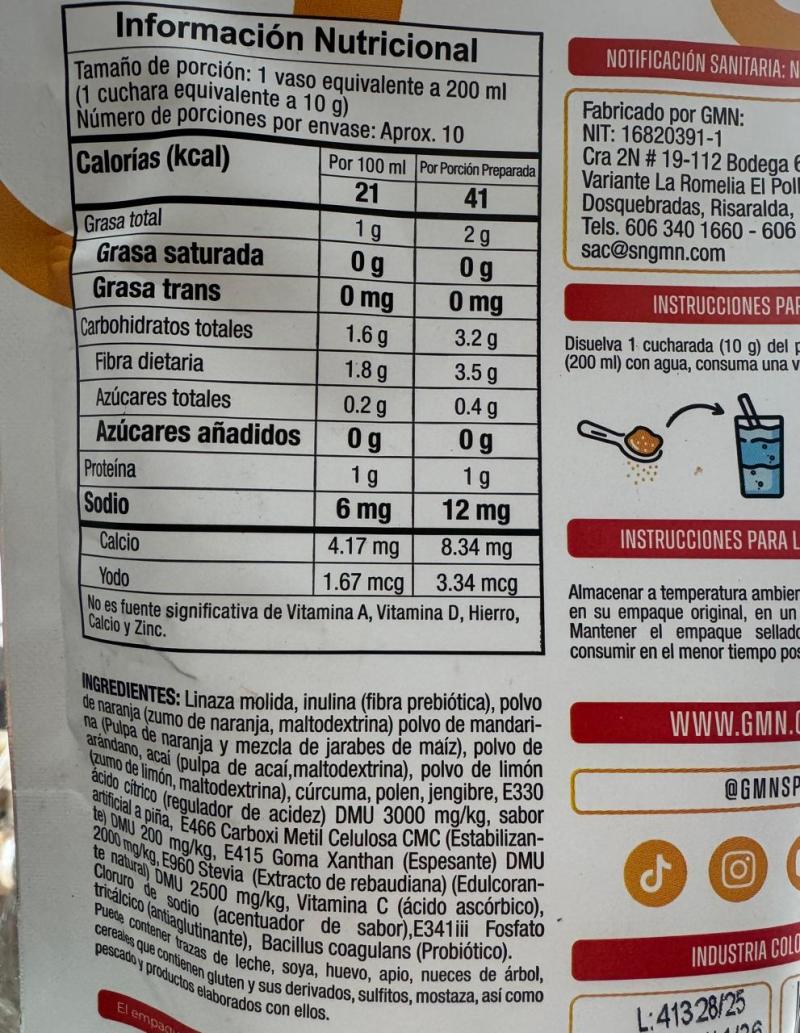 Información Nutricional
Tamaño de porción: 1 vaso equivalente a 200 ml
(1 cuchara equivalente a 10 g)
Número de porciones por envase: Aprox. 10
Calorías (kcal)
Por 100 ml Por Porción Preparada
21 41
Grasa total 1 g 2 g
Grasa saturada 0 g 0 g
Grasa trans 0 mg 0 mg
Carbohidratos totales 1.6 g 3.2 g
Fibra dietaria 1.8 g 3.5 g
Azúcares totales 0.2 g 0.4 g
Azúcares añadidos 0 g 0 g
Proteína 1 g 1 g
Sodio 6 mg 12 mg
Calcio 4.17 mg 8.34 mg
Yodo 1.67 mcg 3.34 mcg
No es fuente significativa de Vitamina A, Vitamina D, Hierro,
Calcio y Zinc.
INGREDIENTES: Linaza molida, inulina (fibra prebiótica), polvo
de naranja (zumo de naranja, maltodextrina) polvo de mandari-
na (Pulpa de naranja y mezcla de jarabes de maíz), polvo de
arándano, acaí (pulpa de acaí,maltodextrina), polvo de limón
(zumo de limón, maltodextrina), cúrcuma, polen, jengibre, E330
ácido cítrico (regulador de acidez) DMU 3000 mg/kg, sabor
artificial a piña, E466 Carboxi Metil Celulosa CMC (Estabilizan-
te) DMU 200 mg/kg, E415 Goma Xanthan (Espesante) DMU
2000 mg/kg, E960 Stevia (Extracto de rebaudiana) (Edulcoran-
te natural) DMU 2500 mg/kg, Vitamina C (ácido ascórbico),
Cloruro de sodio (acentuador de sabor),E341iii Fosfato
tricálcico (antiaglutinante), Bacillus coagulans (Probiótico).
Puede contener trazas de leche, soya, huevo, apio, nueces de árbol,
cereales que contienen gluten y sus derivados, sulfitos, mostaza, así como
pescado y productos elaborados con ellos.
El
NOTIFICACIÓN SANITARIA:
Fabricado por GMN:
NIT: 16820391-1
Cra 2N # 19-112 Bodega
Variante La Romelia El
Dosquebradas, Risaralda,
Tels. 606 340 1660 - 606
sac@sngmn.com
INSTRUCCIONES
Disuelva 1 cucharada (10 g) del
(200 ml) con agua, consuma una
INSTRUCCIONES PARA
Almacenar a temperatura
en su empaque original, en un
Mantener el empaque
consumir en el menor tiempo
WWW.GMN.
@GMNSP
INDUSTRIA
L:41328/25